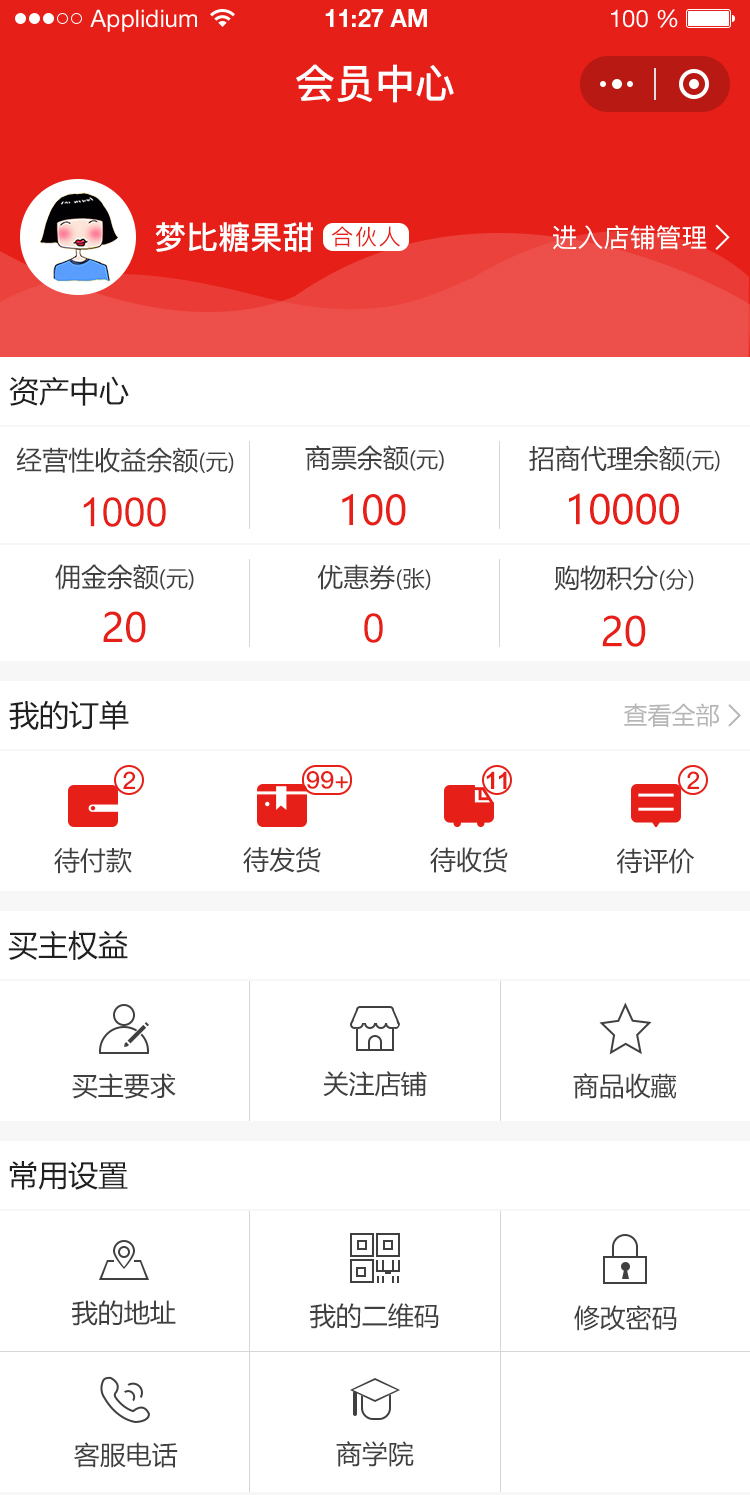 Applidium 11:27 AM 100 %
会员中心
梦比糖果甜 合伙人 进入店铺管理
资产中心
经营性收益余额(元) 商票余额(元) 招商代理余额(元)
1000 100 10000
佣金余额(元) 优惠券(张) 购物积分(分)
20 0 20
我的订单 查看全部
2 99+ 11 2
待付款 待发货 待收货 待评价
买主权益
买主要求 关注店铺 商品收藏
常用设置
我的地址 我的二维码 修改密码
客服电话 商学院